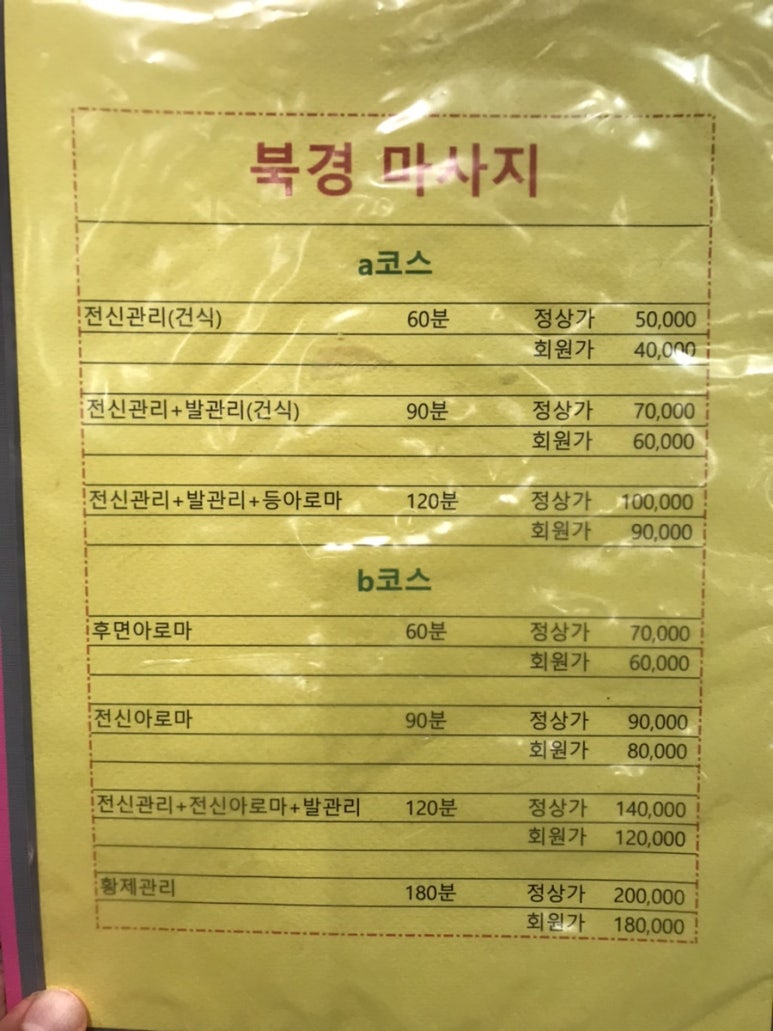 북경 마사지
a코스
전신관리(건식) 60분 정상가 50,000
회원가 40,000
전신관리+발관리(건식) 90분 정상가 70,000
회원가 60,000
전신관리+발관리+등아로마 120분 정상가 100,000
회원가 90,000
b코스
후면아로마 60분 정상가 70,000
회원가 60,000
전신아로마 90분 정상가 90,000
회원가 80,000
전신관리+전신아로마+발관리 120분 정상가 140,000
회원가 120,000
황제관리 180분 정상가 200,000
회원가 180,000